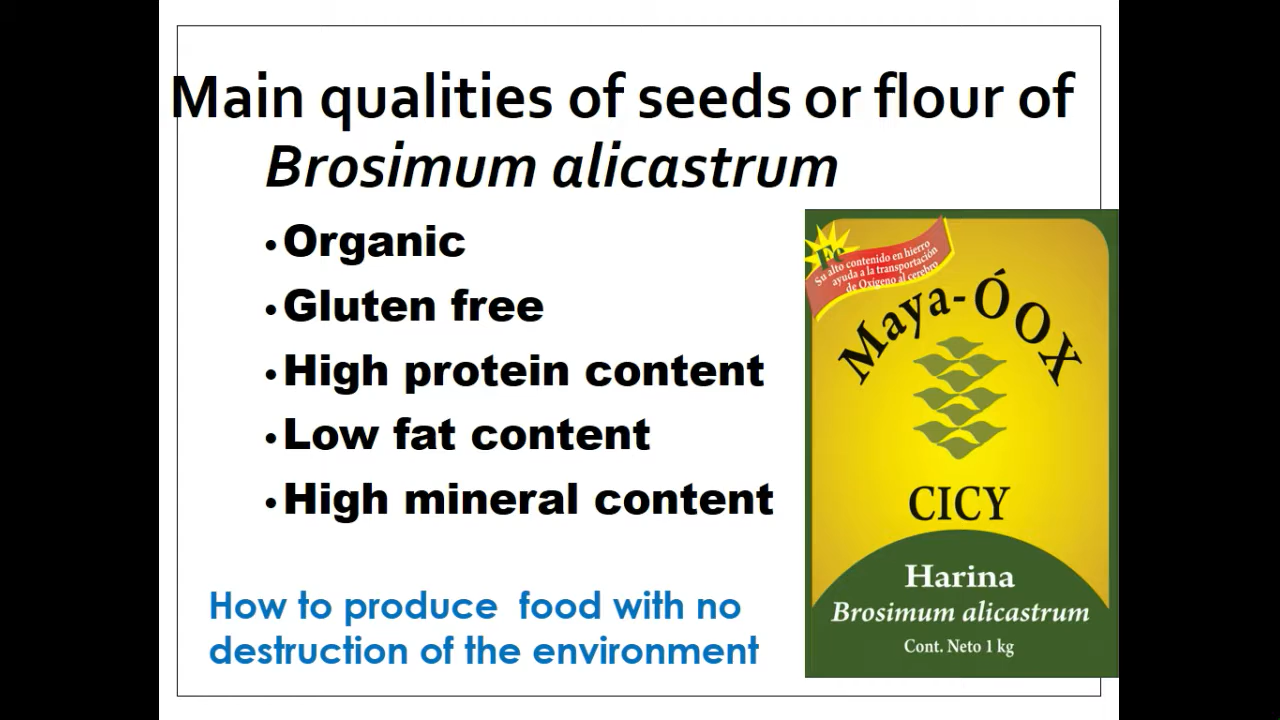 Main qualities of seeds or flour of
Brosimum alicastrum
• Organic
• Gluten free
• High protein content
• Low fat content
• High mineral content
How to produce food with no
destruction of the environment
Fe
Su alto contenido en hierro
ayuda a la transportación
de Oxígeno al cerebro
Maya-ÓOX
CICY
Harina
Brosimum alicastrum
Cont. Neto 1 kg